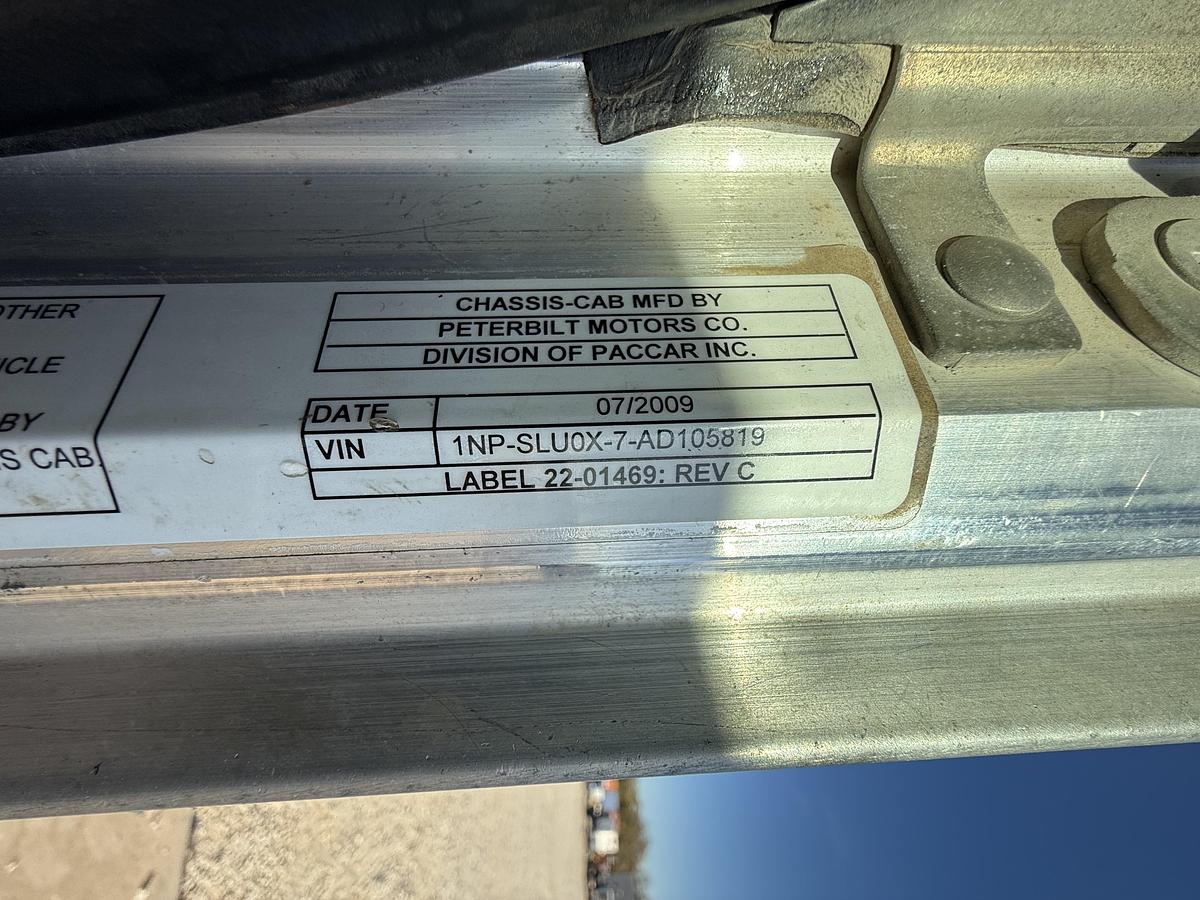 OTHER
ICLE
BY
S CAB.
CHASSIS-CAB MFD BY
PETERBILT MOTORS CO.
DIVISION OF PACCAR INC.
DATE 07/2009
VIN 1NP-SLU0X-7-AD105819
LABEL 22-01469: REV C